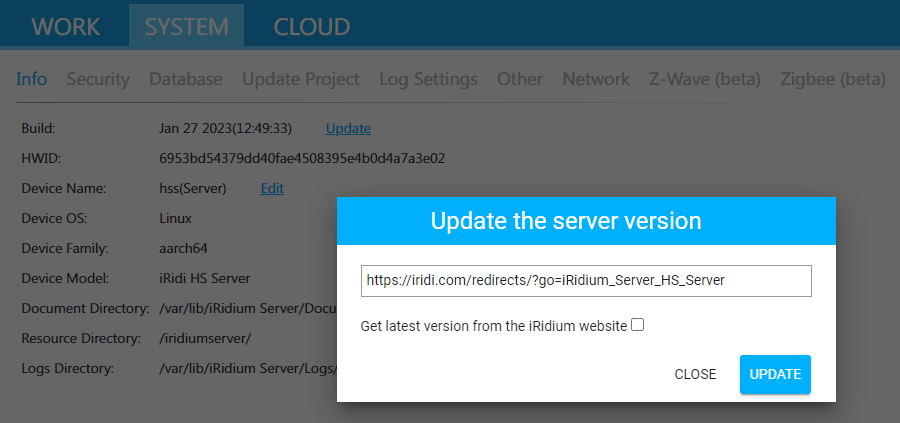 WORK SYSTEM CLOUD
Info Security Database Update Project Log Settings Other Network Z-Wave (beta) Zigbee (beta)
Build: Jan 27 2023(12:49:33) Update
HWID: 6953bd54379dd40fae4508395e4b0d4a7a3e02
Device Name: hss(Server) Edit
Device OS: Linux
Device Family: aarch64
Device Model: iRidi HS Server
Document Directory: /var/lib/iRidium Server/Docu
Resource Directory: /iridiumserver/
Logs Directory: /var/lib/iRidium Server/Logs/
Update the server version
https://iridi.com/redirects/?go=iRidium_Server_HS_Server
Get latest version from the iRidium website
CLOSE UPDATE